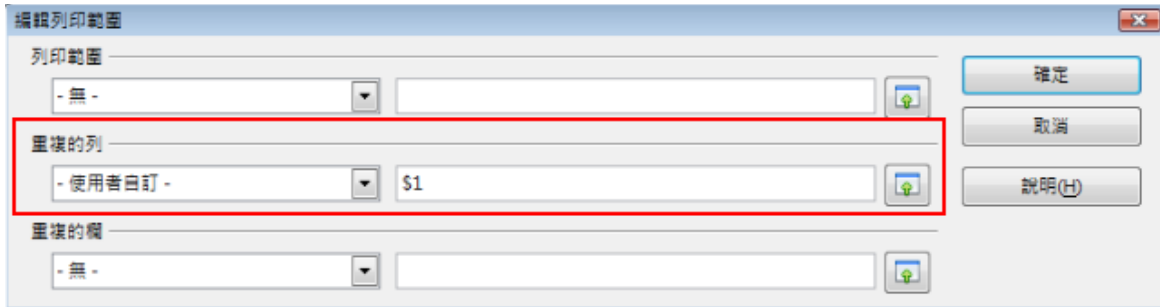 編輯列印範圍
列印範圍
- 無 -
確定
取消
重複的列
- 使用者自訂 -
$1
說明(H)
重複的欄
- 無 -